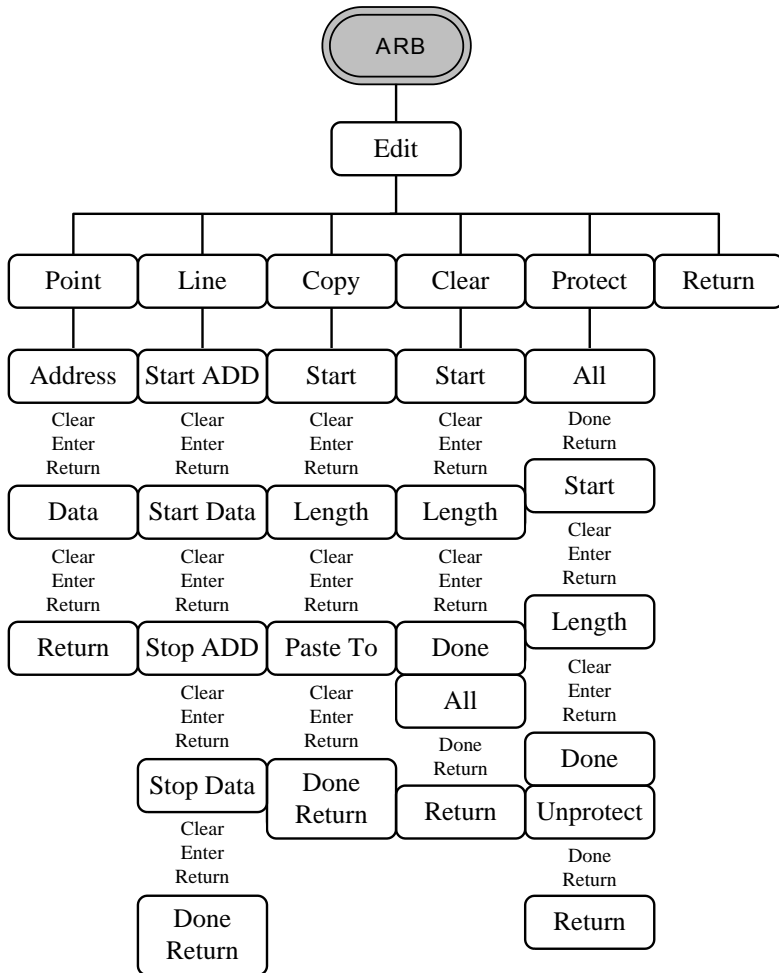 ARB
Edit
Point
Line
Copy
Clear
Protect
Return
Address
Clear
Enter
Return
Data
Clear
Enter
Return
Return
Start ADD
Clear
Enter
Return
Start Data
Clear
Enter
Return
Stop ADD
Clear
Enter
Return
Stop Data
Clear
Enter
Return
Done
Return
Start
Clear
Enter
Return
Length
Clear
Enter
Return
Paste To
Clear
Enter
Return
Done
Return
Start
Clear
Enter
Return
Length
Clear
Enter
Return
Done
All
Done
Return
Return
All
Done
Return
Start
Clear
Enter
Return
Length
Clear
Enter
Return
Done
Unprotect
Done
Return
Return